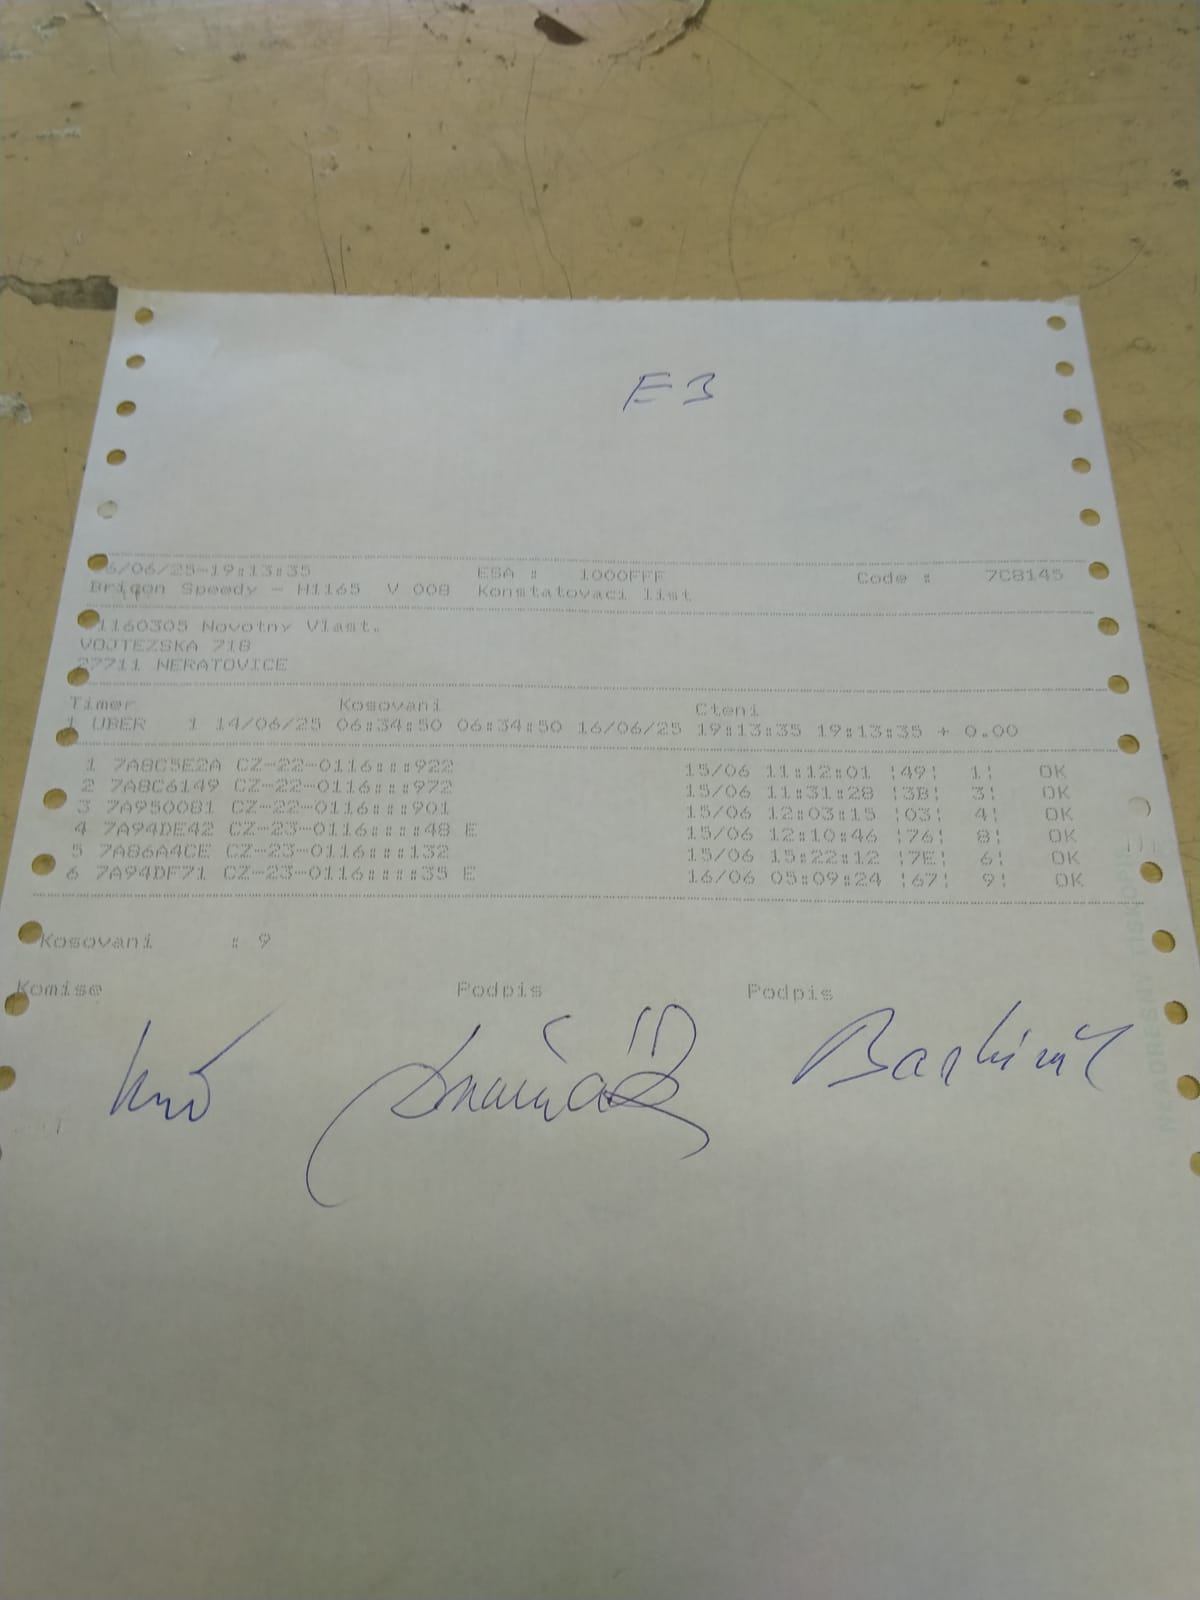 E3
6/06/25-19:13:35 ESA : 1000FFF Code : 7C8145
Bricon Speedy - H1165 V 008 Konstatovaci list
1160305 Novotny Vlast.
VOJTEZSKA 718
27711 NERATOVICE
Timer Kosovani Cteni
1 UBER 1 14/06/25 06:34:50 06:34:50 16/06/25 19:13:35 19:13:35 + 0.00
1 7A8C5E2A CZ-22-0116:::922 15/06 11:12:01 ¦49¦ 1¦ OK
2 7A8C6149 CZ-22-0116:::972 15/06 11:31:28 ¦3B¦ 3¦ OK
3 7A950081 CZ-22-0116:::901 15/06 12:03:15 ¦03¦ 4¦ OK
4 7A94DE42 CZ-23-0116::::48 E 15/06 12:10:46 ¦76¦ 8¦ OK
5 7A86A4CE CZ-23-0116:::132 15/06 15:22:12 ¦7E¦ 6¦ OK
6 7A94DF71 CZ-23-0116::::35 E 16/06 05:09:24 ¦67¦ 9¦ OK
Kosovani : 9
Komise Podpis Podpis